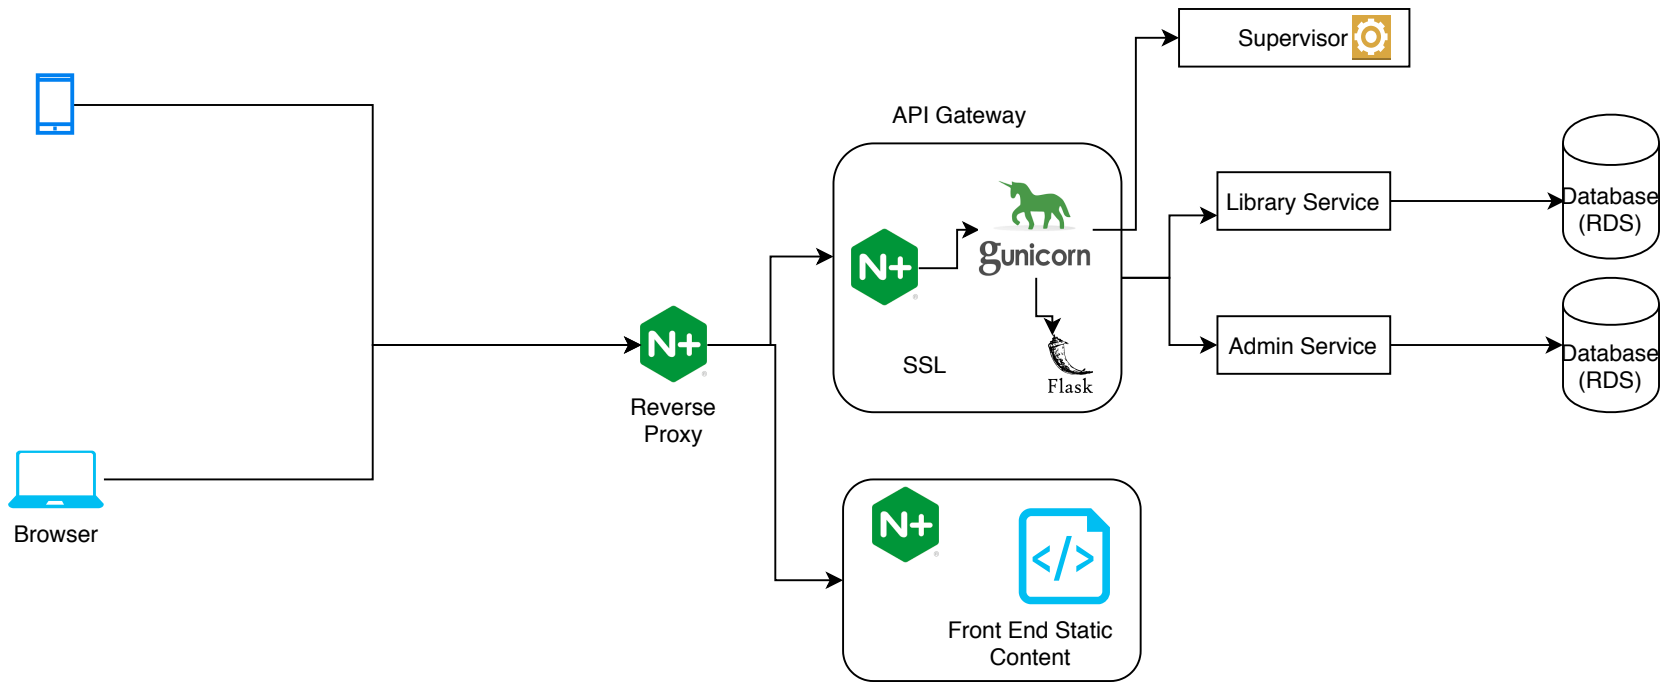 Supervisor
API Gateway
Library Service
Database
(RDS)
gunicorn
N+
N+
Admin Service
Database
(RDS)
SSL
Flask
Reverse
Proxy
N+
Browser
Front End Static
Content